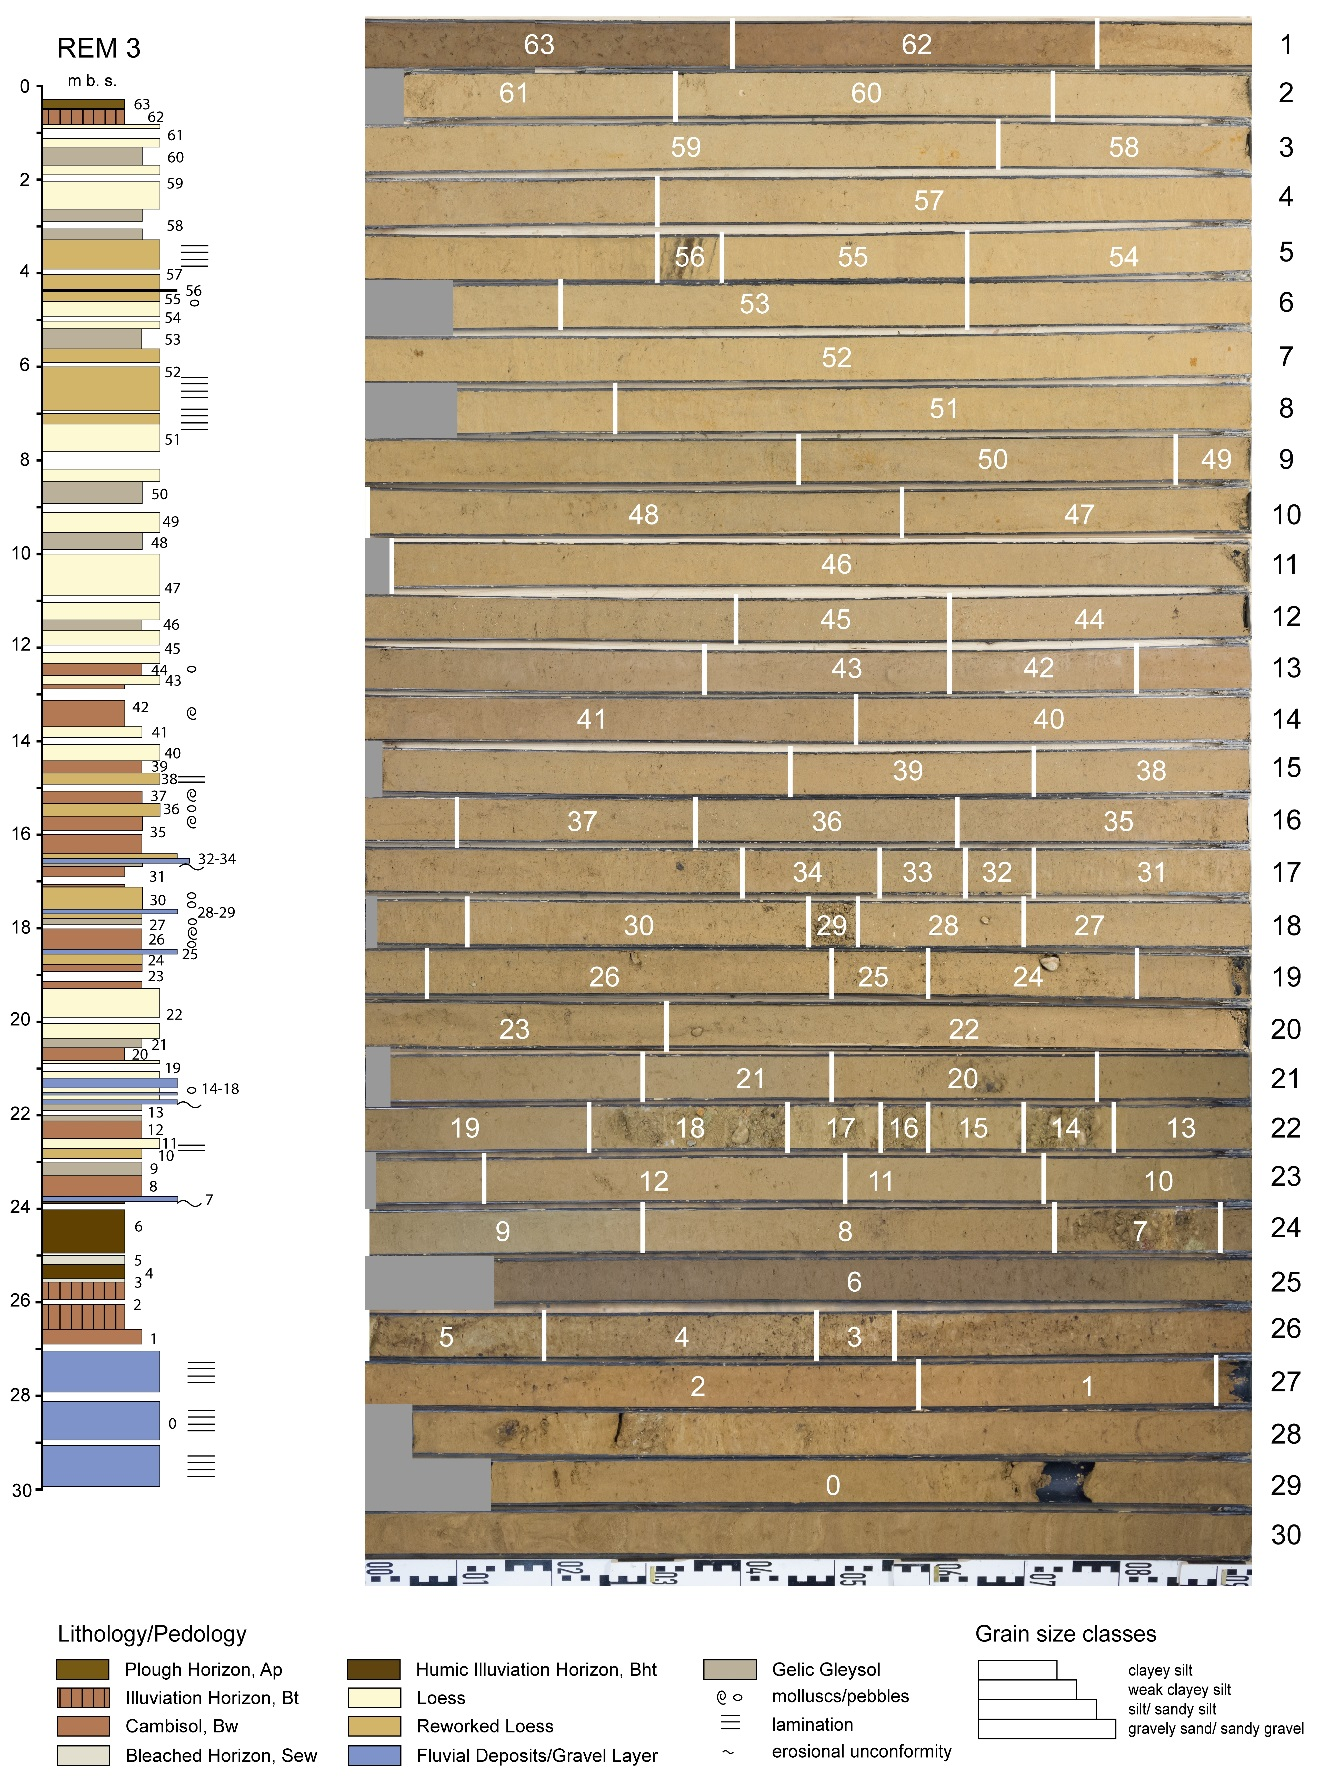 REM 3
m b. s.
0
2
4
6
8
10
12
14
16
18
20
22
24
26
28
30
63
62
61
60
59
58
57
56
55
54
53
52
51
50
49
48
47
46
45
44
43
42
41
40
39
38
37
36
35
32-34
31
30
28-29
27
26
25
24
23
22
21
20
19
14-18
13
12
11
10
9
8
7
6
5
4
3
2
1
0
63 62 1
61 60 2
59 58 3
57 4
56 55 54 5
53 6
52 7
51 8
50 49 9
48 47 10
46 11
45 44 12
43 42 13
41 40 14
39 38 15
37 36 35 16
34 33 32 31 17
30 29 28 27 18
26 25 24 19
23 22 20
21 20 21
19 18 17 16 15 14 13 22
12 11 10 23
9 8 7 24
6 25
5 4 3 26
2 1 27
28
0 29
30
00 01 02 03 04 05 06 07 08
Lithology/Pedology
Plough Horizon, Ap
Illuviation Horizon, Bt
Cambisol, Bw
Bleached Horizon, Sew
Humic Illuviation Horizon, Bht
Loess
Reworked Loess
Fluvial Deposits/Gravel Layer
Gelic Gleysol
molluscs/pebbles
lamination
erosional unconformity
Grain size classes
clayey silt
weak clayey silt
silt/ sandy silt
gravely sand/ sandy gravel